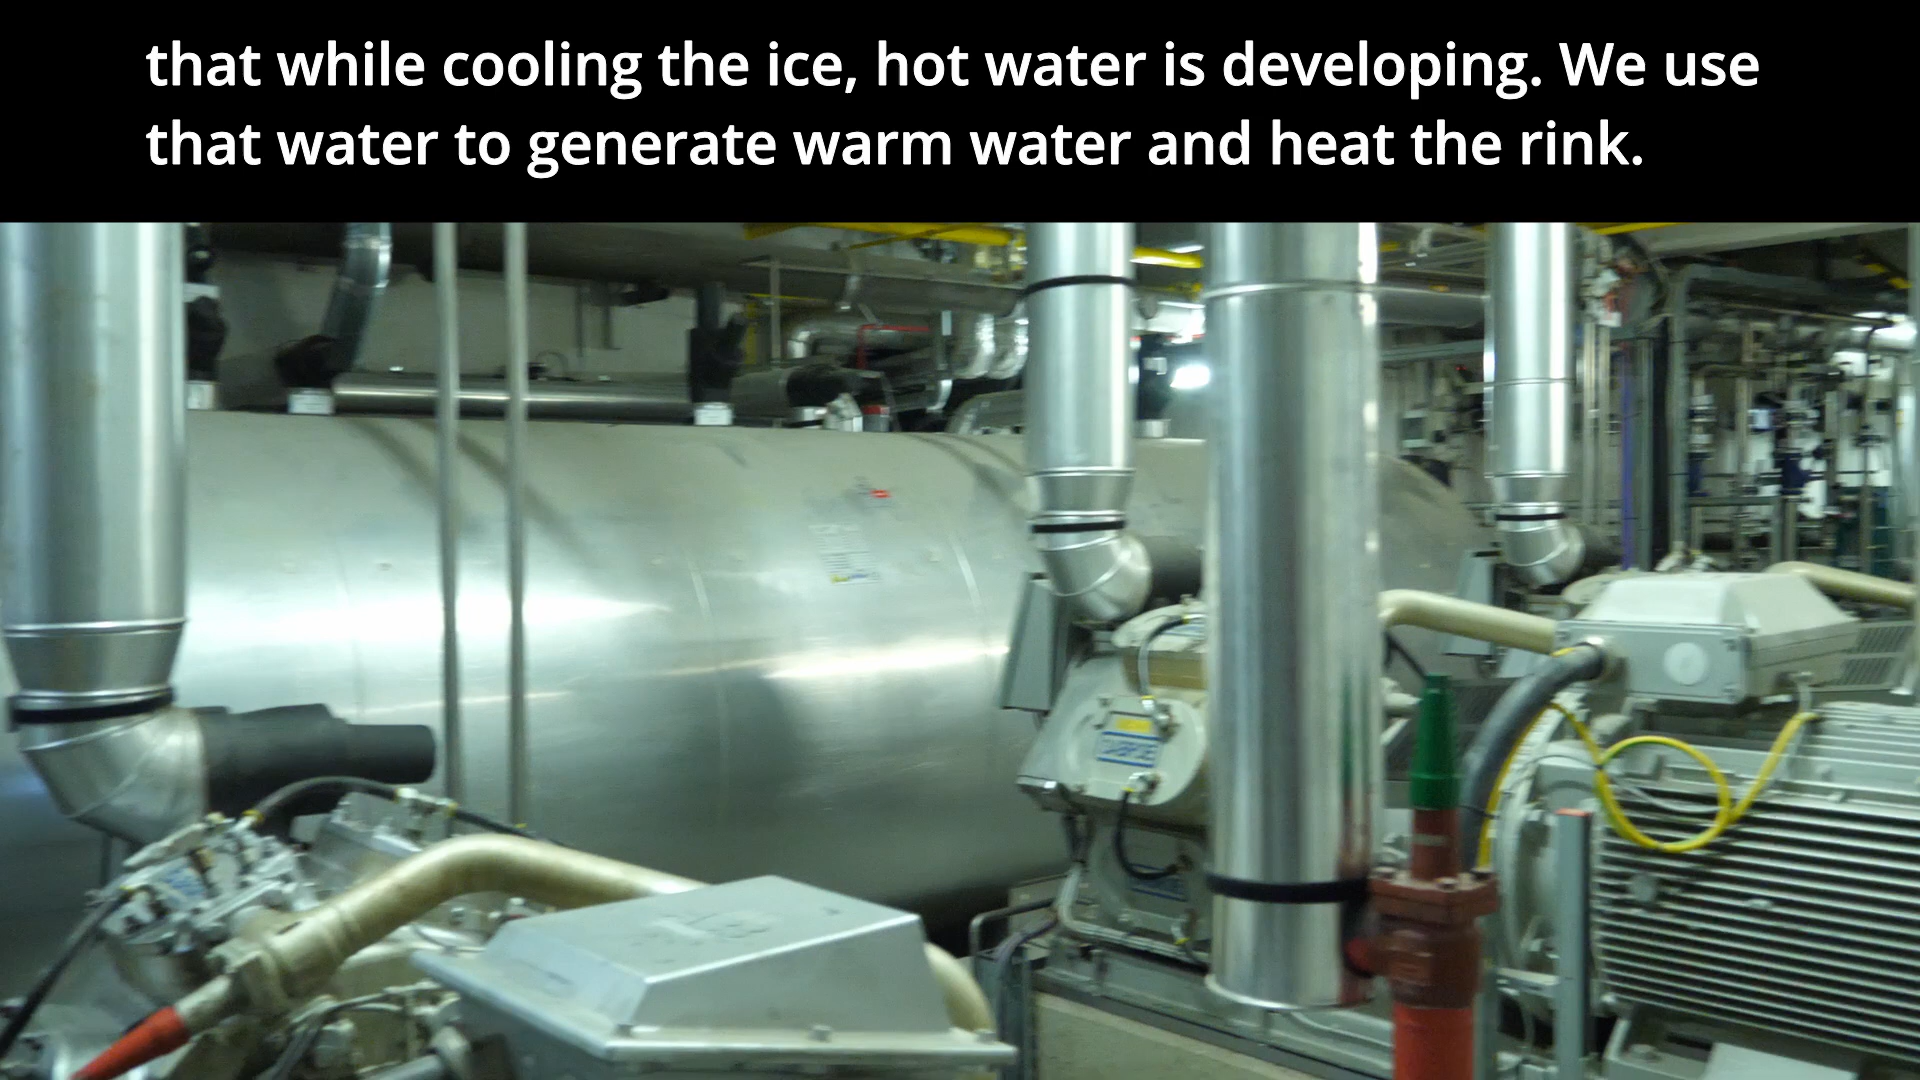 that while cooling the ice, hot water is developing. We use
that water to generate warm water and heat the rink.